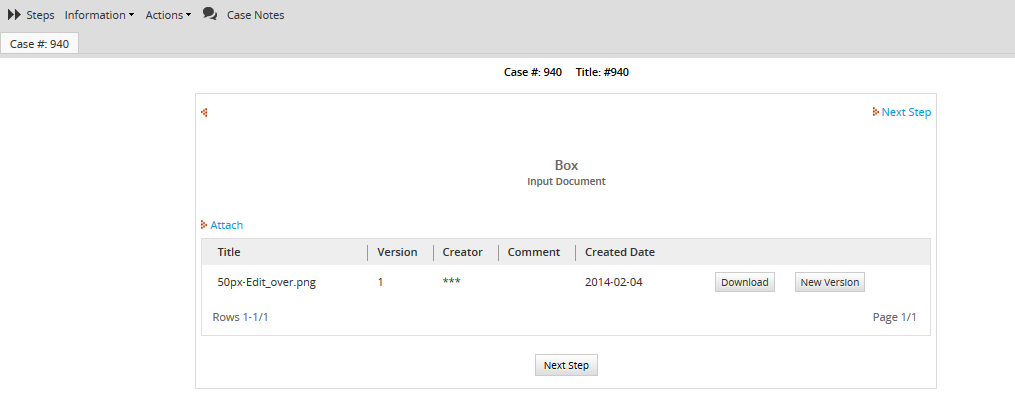 Steps Information Actions Case Notes
Case #: 940
Case #: 940 Title: #940
Next Step
Box
Input Document
Attach
Title Version Creator Comment Created Date
50px-Edit_over.png 1 *** 2014-02-04 Download New Version
Rows 1-1/1 Page 1/1
Next Step